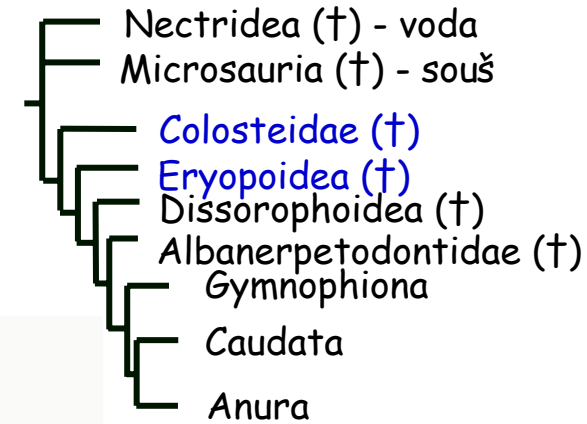 Nectridea (†) - voda
Microsauria (†) - souš
Colosteidae (†)
Eryopoidea (†)
Dissorophoidea (†)
Albanerpetodontidae (†)
Gymnophiona
Caudata
Anura